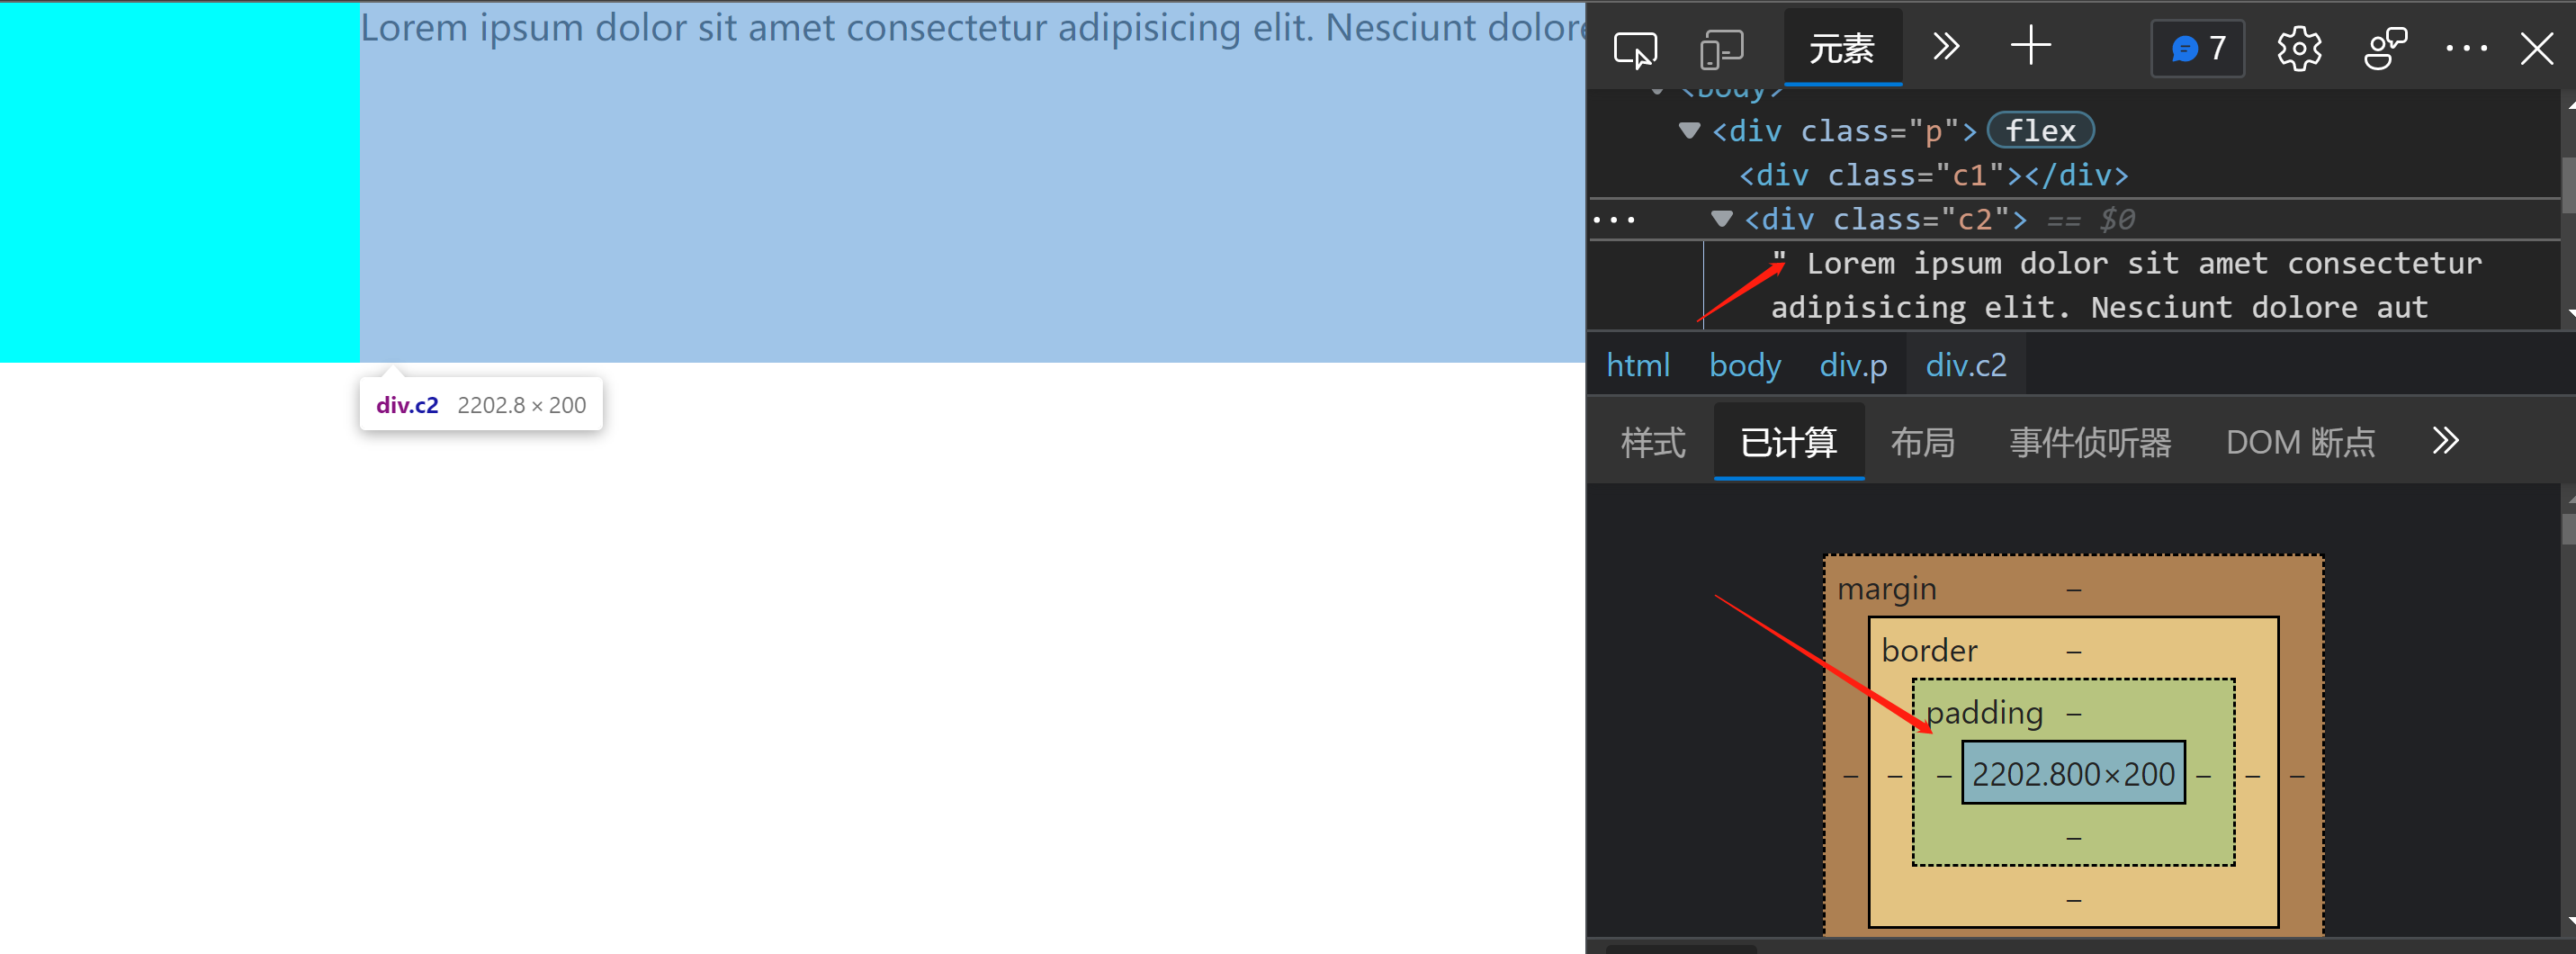 Lorem ipsum dolor sit amet consectetur adipisicing elit. Nesciunt dolore
div.c2 2202.8 × 200
元素
7
<body>
<div class="p"> flex
<div class="c1"></div>
<div class="c2"> == $0
" Lorem ipsum dolor sit amet consectetur
adipisicing elit. Nesciunt dolore aut
html body div.p div.c2
样式 已计算 布局 事件侦听器 DOM 断点
margin –
border –
padding –
– – – 2202.800×200 – – –
–
–